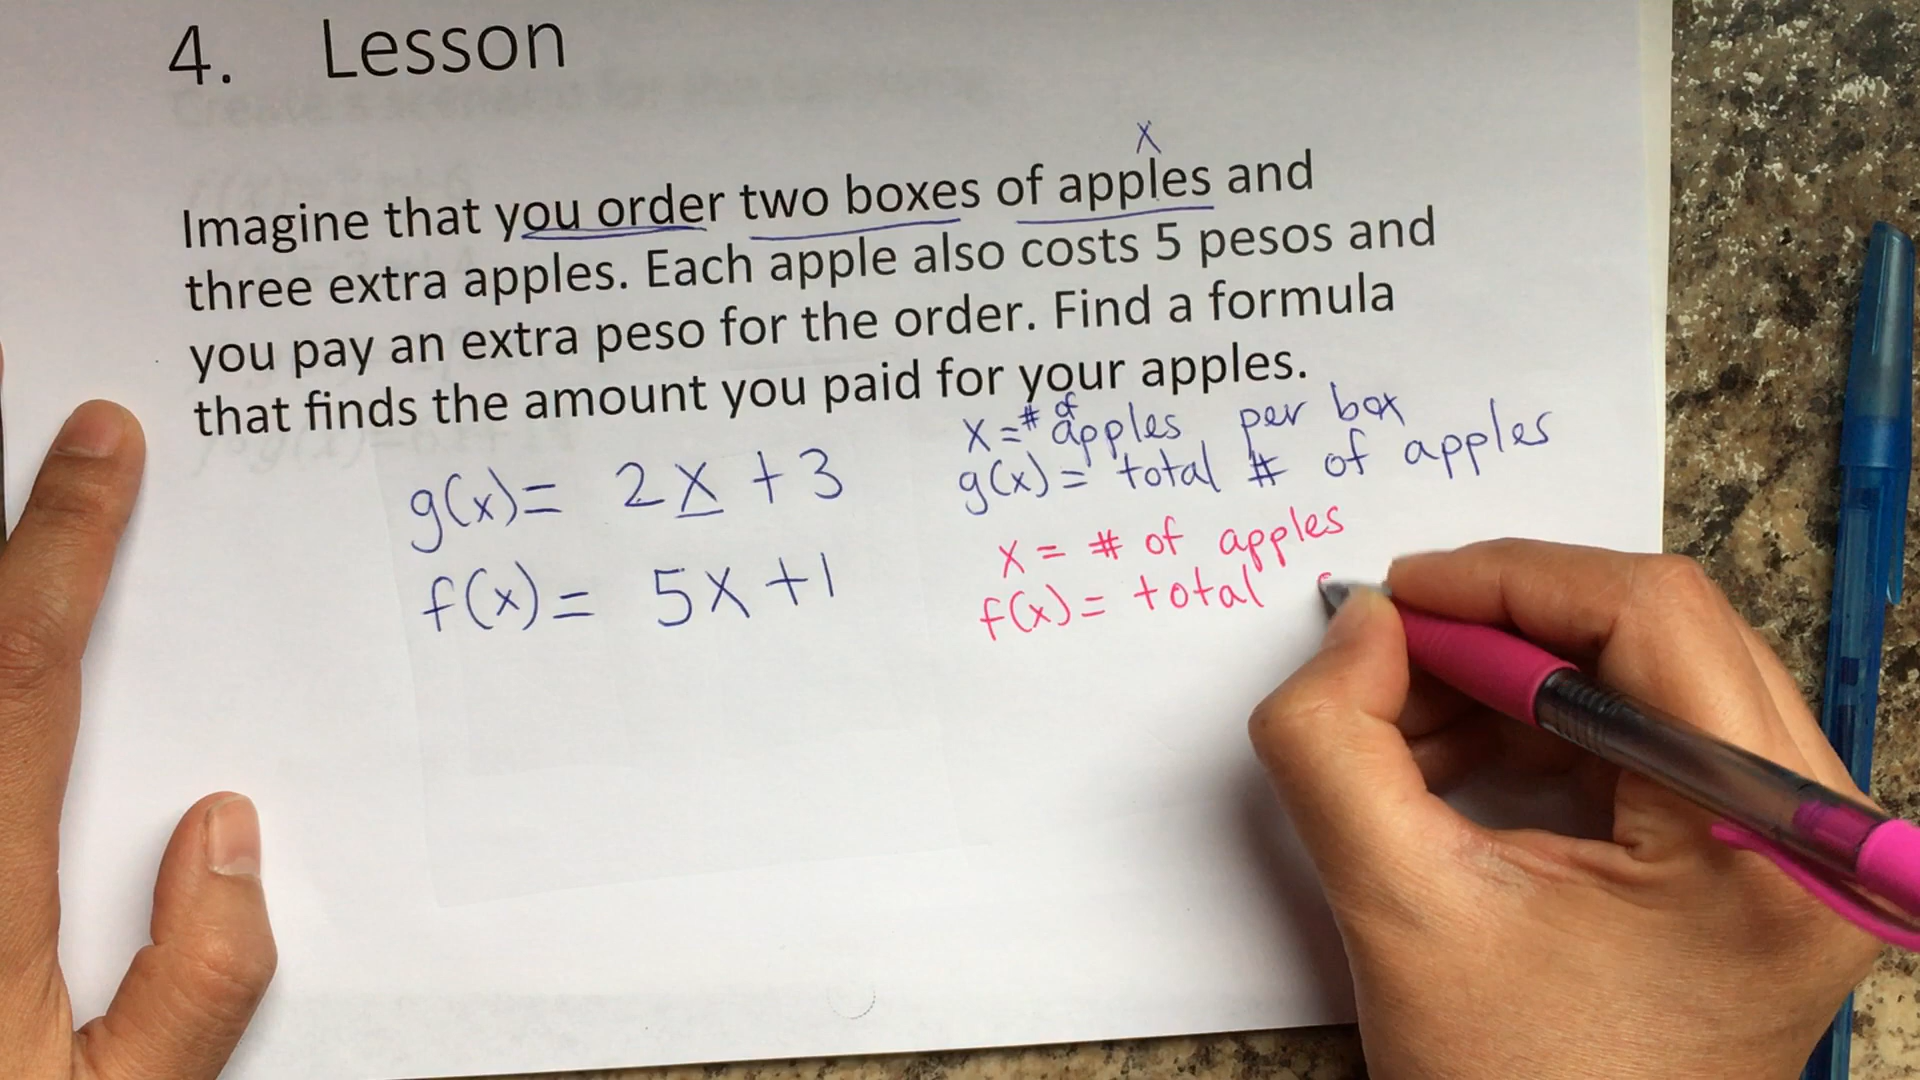 4. Lesson
X
Imagine that you order two boxes of apples and
three extra apples. Each apple also costs 5 pesos and
you pay an extra peso for the order. Find a formula
that finds the amount you paid for your apples.
x = # of apples per box
g(x) = 2x + 3
g(x) = total # of apples
x = # of apples
f(x) = 5x + 1
f(x) = total